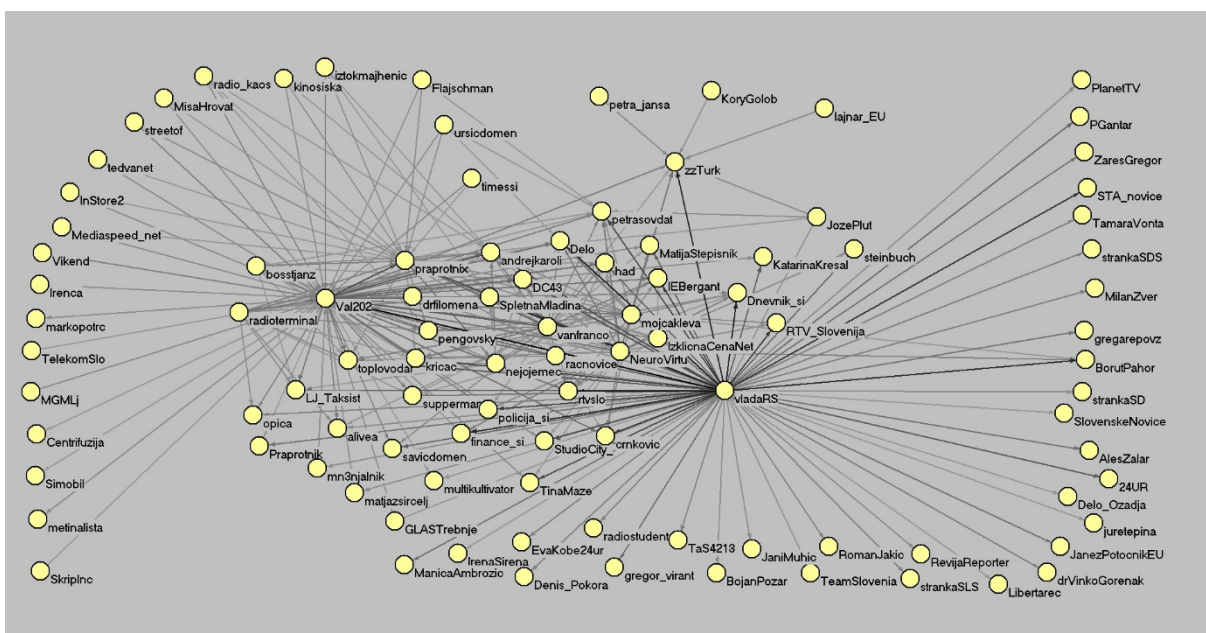 iztokmajhenic
radio_kaos
kinosiska
Flajschman
PlanetTV
KoryGolob
petra_jansa
MisaHrovat
lajnar_EU
PGantar
streetof
ursicdomen
ZaresGregor
tedvanet
zzTurk
timessi
STA_novice
InStore2
petrasovdat
JozePlut
TamaraVonta
Mediaspeed_net
Delo
MatijaStepisnik
steinbuch
strankaSDS
Vikend
bosstjanz
praprotnix
andrejkaroli
had
KatarinaKresal
Irenca
DC43
IEBergant
MilanZver
Val202
drfilomena
SpletnaMladina
Dnevnik_si
markopotrc
radioterminal
mojcakleva
RTV_Slovenija
pengovsky
vanfranco
IzklicnaCenaNet
gregarepovz
TelekomSlo
toplovodar
kricac
nejcjemec
racnovice
NeuroVirtu
BorutPahor
MGMLj
LJ_Taksist
supperman
rtvslo
vladaRS
strankaSD
opica
policija_si
SlovenskeNovice
Centrifuzija
Praprotnik
alivea
savicdomen
finance_si
StudioCity_
crnkovic
AlesZalar
Simobil
mn3njalnik
multikultivator
TinaMaze
24UR
matjazsircelj
Delo_Ozadja
metinalista
GLASTrebnje
radiostudent
juretepina
EvaKobe24ur
TaS4213
JaniMuhic
RomanJakic
RevijaReporter
JanezPotocnikEU
SkripInc
ManicaAmbrozic
IrenaSirena
Denis_Pokora
gregor_virant
BojanPozar
TeamSlovenia
strankaSLS
Libertarec
drVinkoGorenak